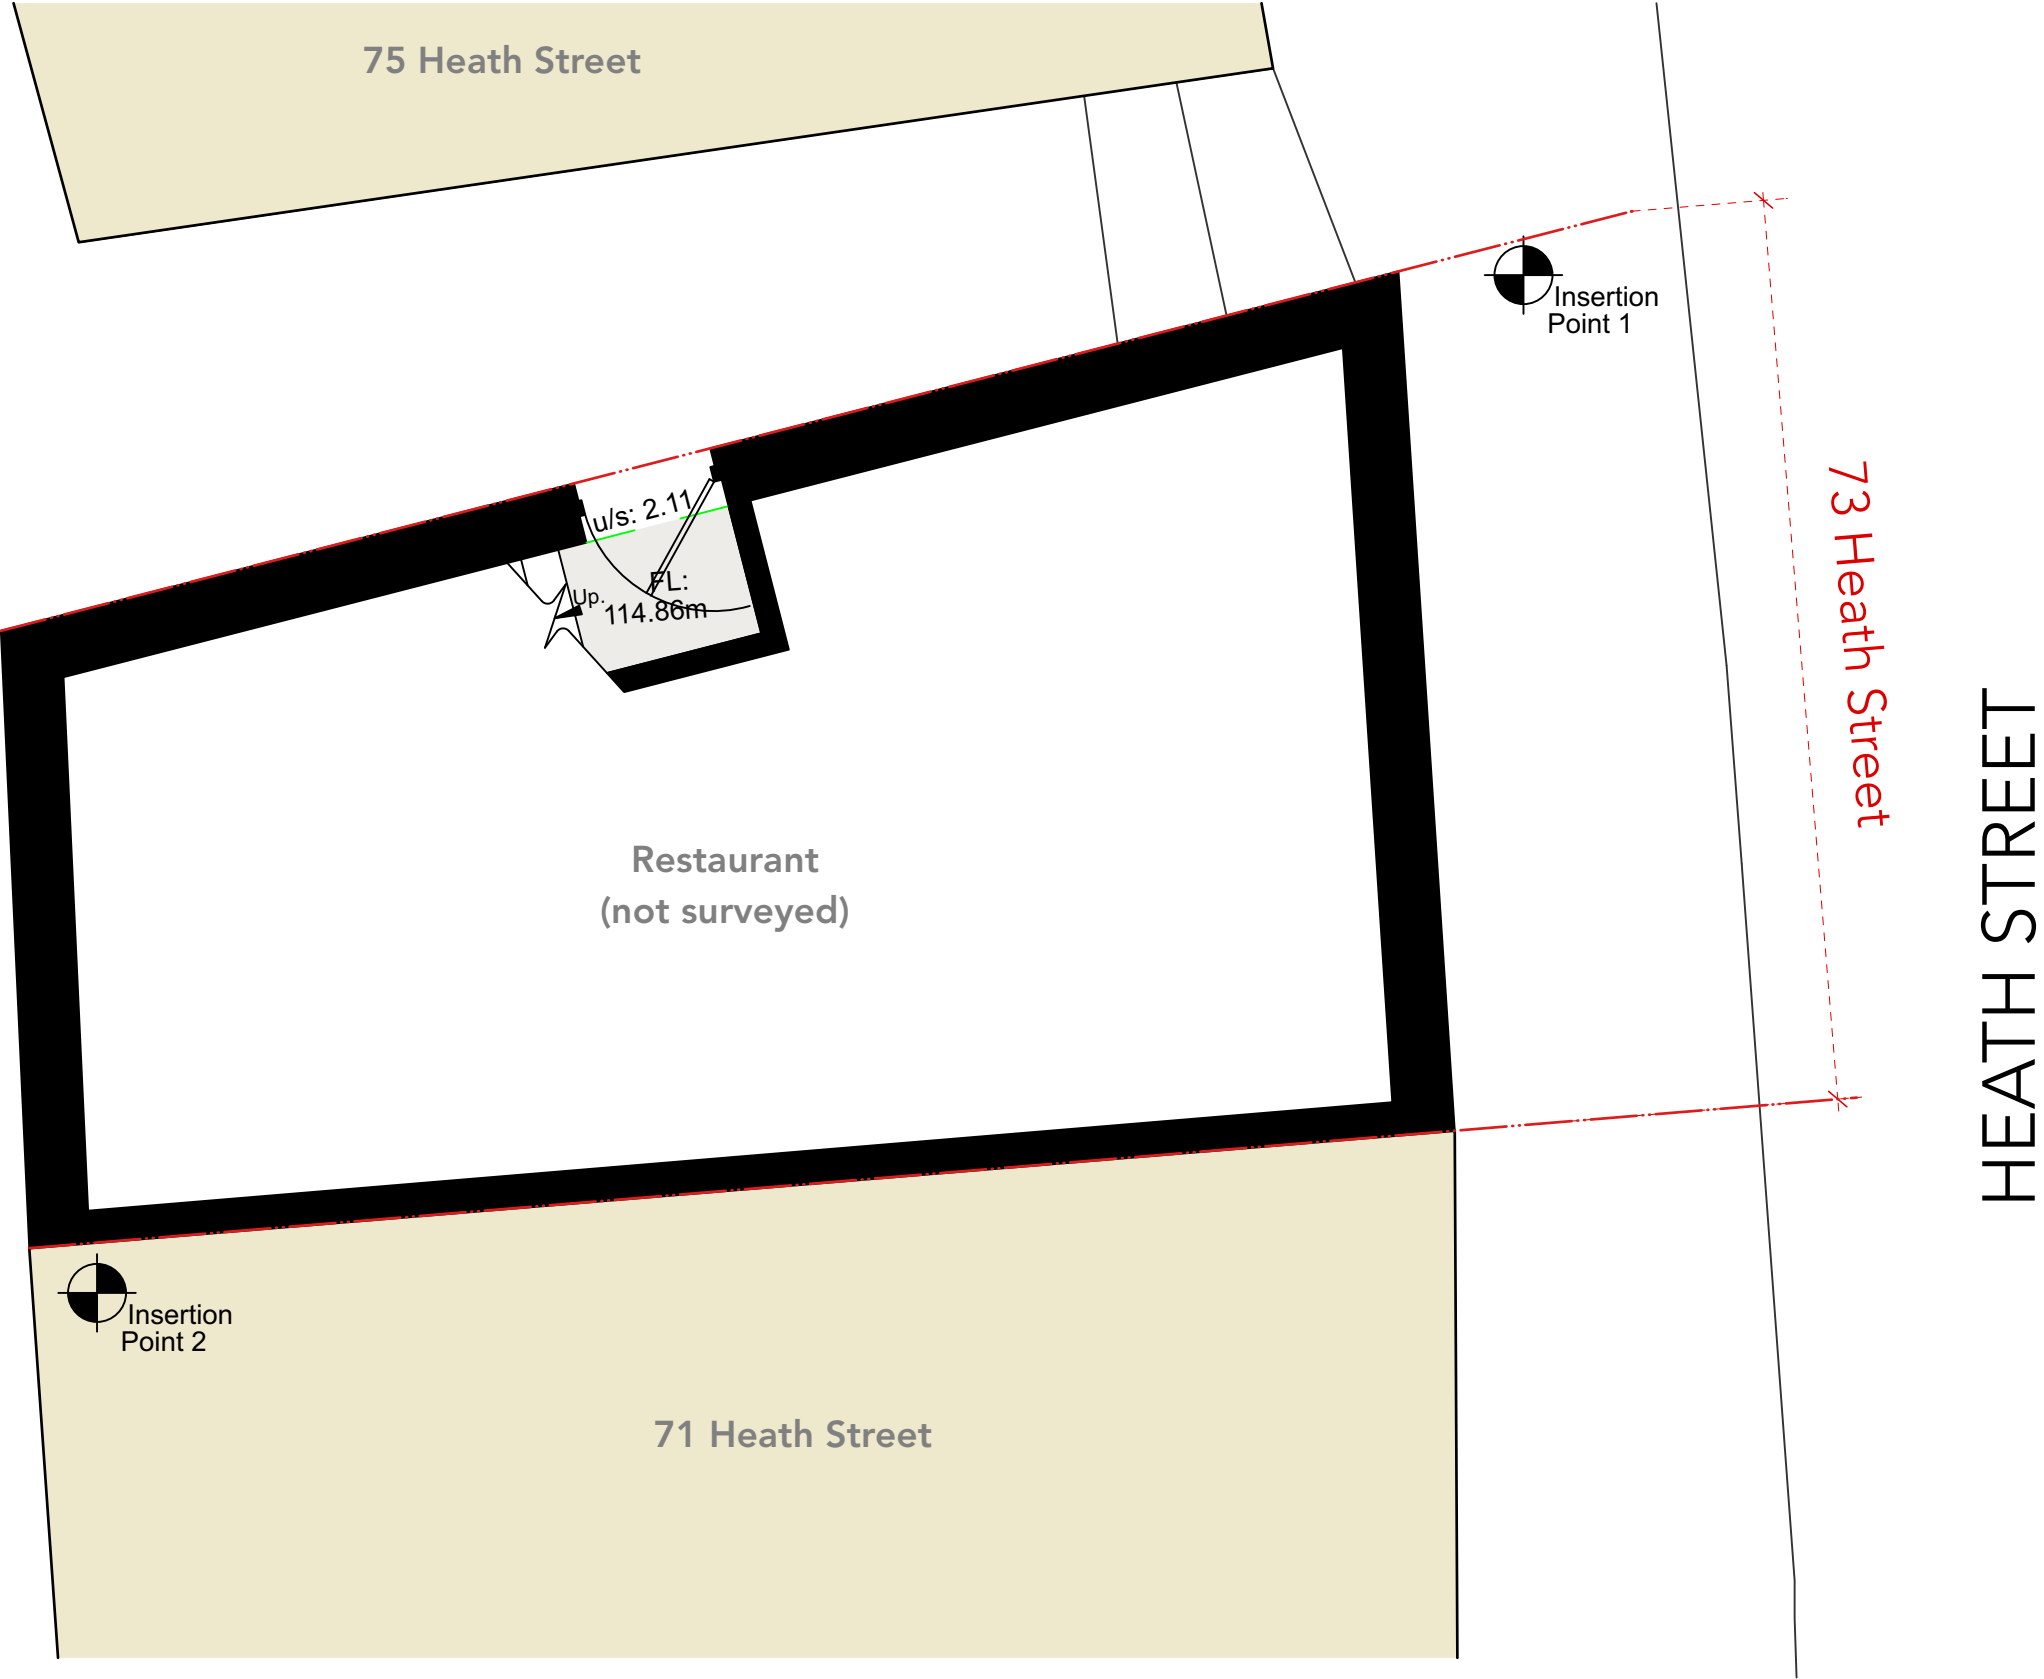 75 Heath Street
Insertion
Point 1
u/s: 2.11
FL:
114.86m
Up.
73 Heath Street
HEATH STREET
Restaurant
(not surveyed)
Insertion
Point 2
71 Heath Street